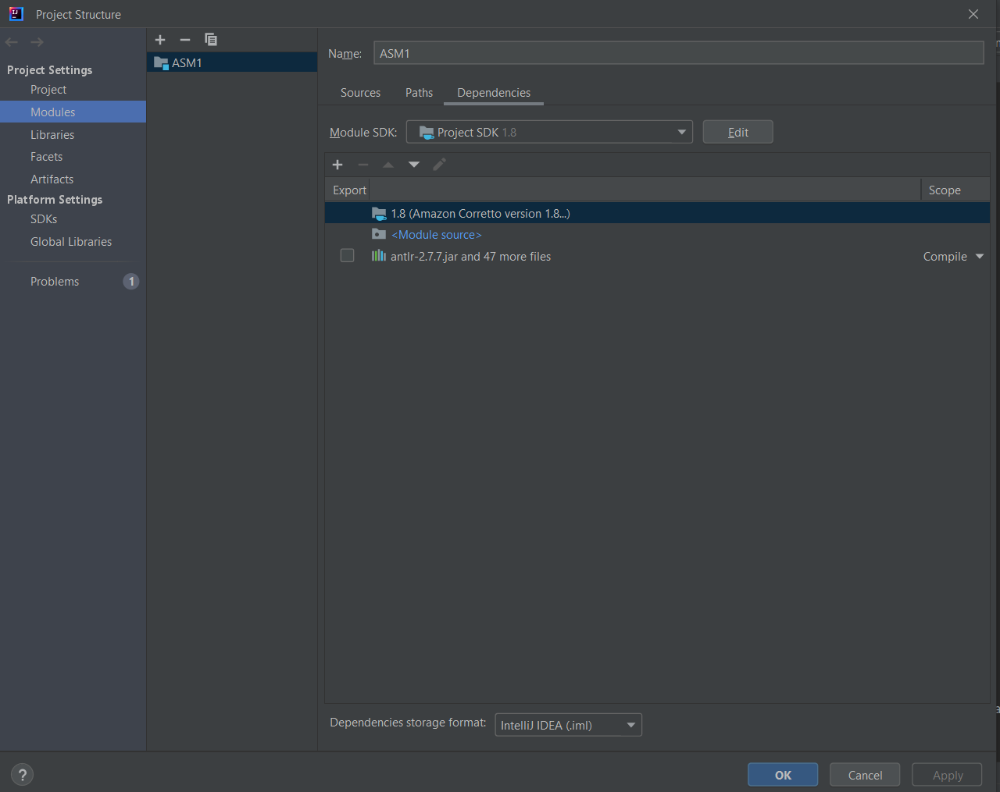 Project Structure
Project Settings
Project
Modules
Libraries
Facets
Artifacts
Platform Settings
SDKs
Global Libraries
Problems 1
ASM1
Name: ASM1
Sources Paths Dependencies
Module SDK: Project SDK 1.8 Edit
Export Scope
1.8 (Amazon Corretto version 1.8...)
<Module source>
antlr-2.7.7.jar and 47 more files Compile
Dependencies storage format: IntelliJ IDEA (.iml)
? OK Cancel Apply